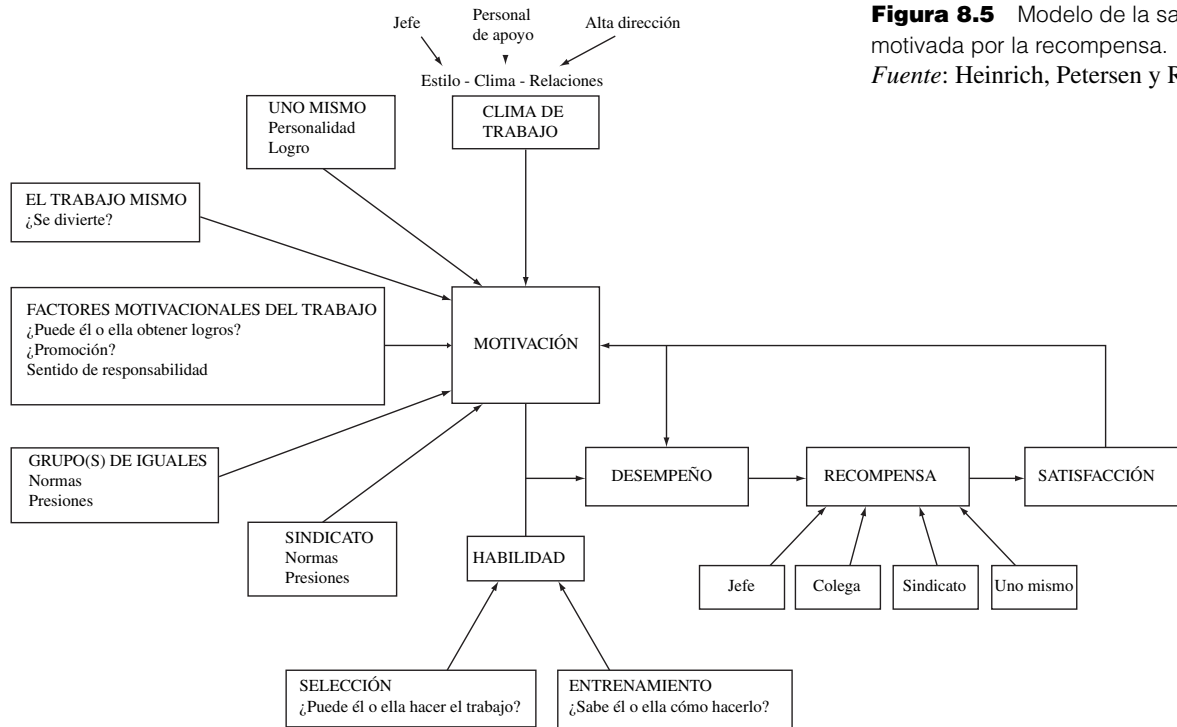 Figura 8.5 Modelo de la
motivada por la recompensa.
Fuente: Heinrich, Petersen y
Jefe
Personal
de apoyo
Alta dirección
Estilo - Clima - Relaciones
CLIMA DE
TRABAJO
UNO MISMO
Personalidad
Logro
EL TRABAJO MISMO
¿Se divierte?
FACTORES MOTIVACIONALES DEL TRABAJO
¿Puede él o ella obtener logros?
¿Promoción?
Sentido de responsabilidad
MOTIVACIÓN
GRUPO(S) DE IGUALES
Normas
Presiones
SINDICATO
Normas
Presiones
DESEMPEÑO
RECOMPENSA
SATISFACCIÓN
HABILIDAD
Jefe
Colega
Sindicato
Uno mismo
SELECCIÓN
¿Puede él o ella hacer el trabajo?
ENTRENAMIENTO
¿Sabe él o ella cómo hacerlo?